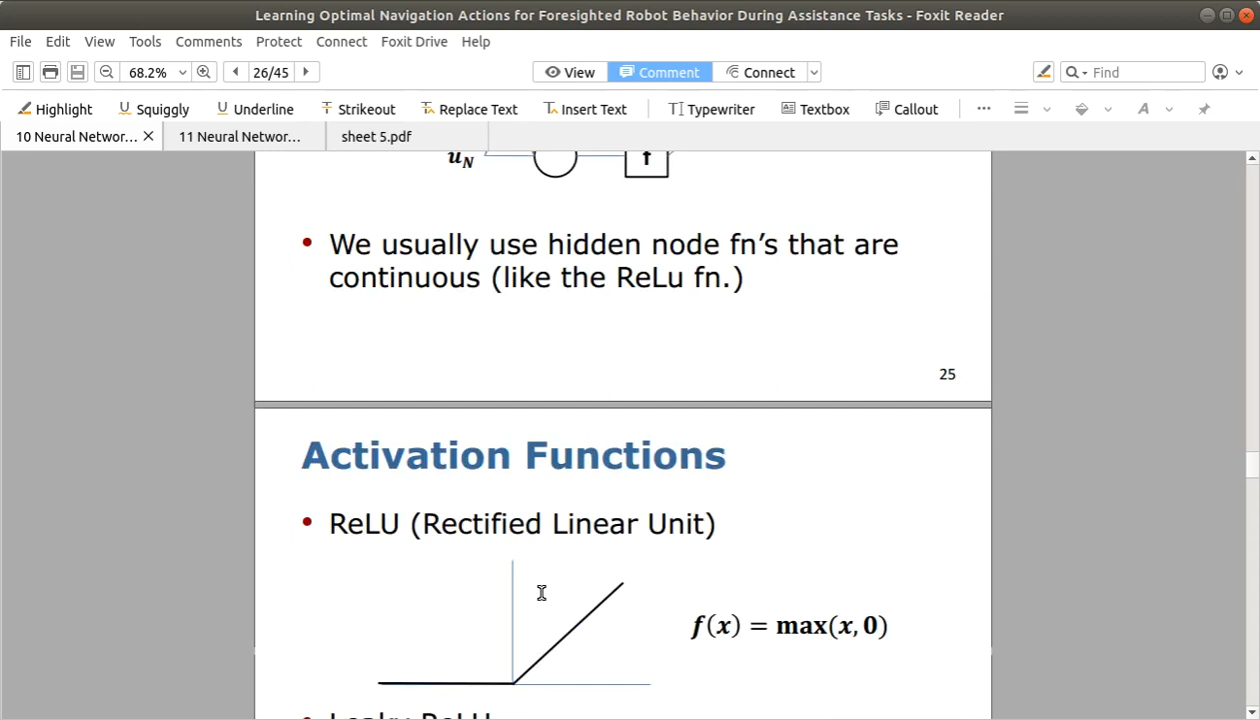 Learning Optimal Navigation Actions for Foresighted Robot Behavior During Assistance Tasks - Foxit Reader
File Edit View Tools Comments Protect Connect Foxit Drive Help
68.2% 26/45 View Comment Connect Find
Highlight Squiggly Underline Strikeout Replace Text Insert Text Typewriter Textbox Callout
10 Neural Networ... 11 Neural Networ... sheet 5.pdf
u_N f
• We usually use hidden node fn’s that are
continuous (like the ReLu fn.)
25
Activation Functions
• ReLU (Rectified Linear Unit)
f(x) = max(x, 0)
• Leaky ReLU